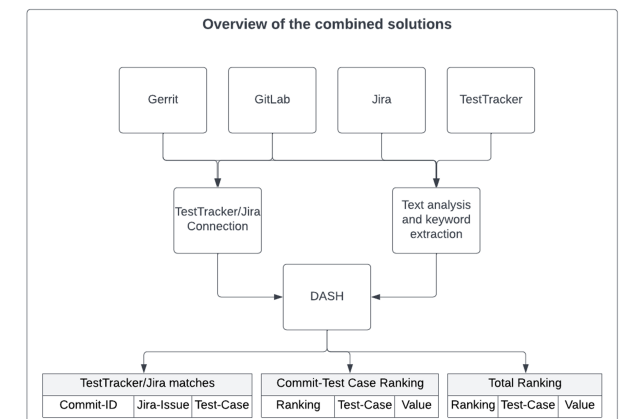 Overview of the combined solutions
Gerrit
GitLab
Jira
TestTracker
TestTracker/Jira
Connection
Text analysis
and keyword
extraction
DASH
TestTracker/Jira matches
Commit-ID Jira-Issue Test-Case
Commit-Test Case Ranking
Ranking Test-Case Value
Total Ranking
Ranking Test-Case Value